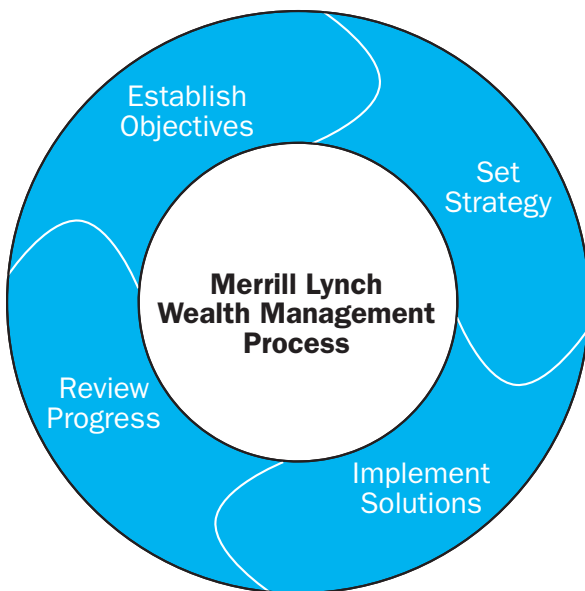 Establish
Objectives
Set
Strategy
Merrill Lynch
Wealth Management
Process
Review
Progress
Implement
Solutions